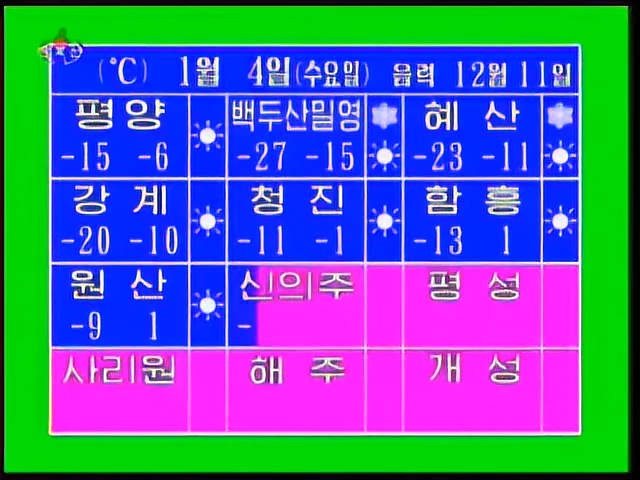 (℃) 1월 4일 (수요일) 음력 12월 11일
평양 백두산밀영 혜산
-15 -6 -27 -15 -23 -11
강계 청진 함흥
-20 -10 -11 -1 -13 1
원산 신의주 평성
-9 1 -
사리원 해주 개성